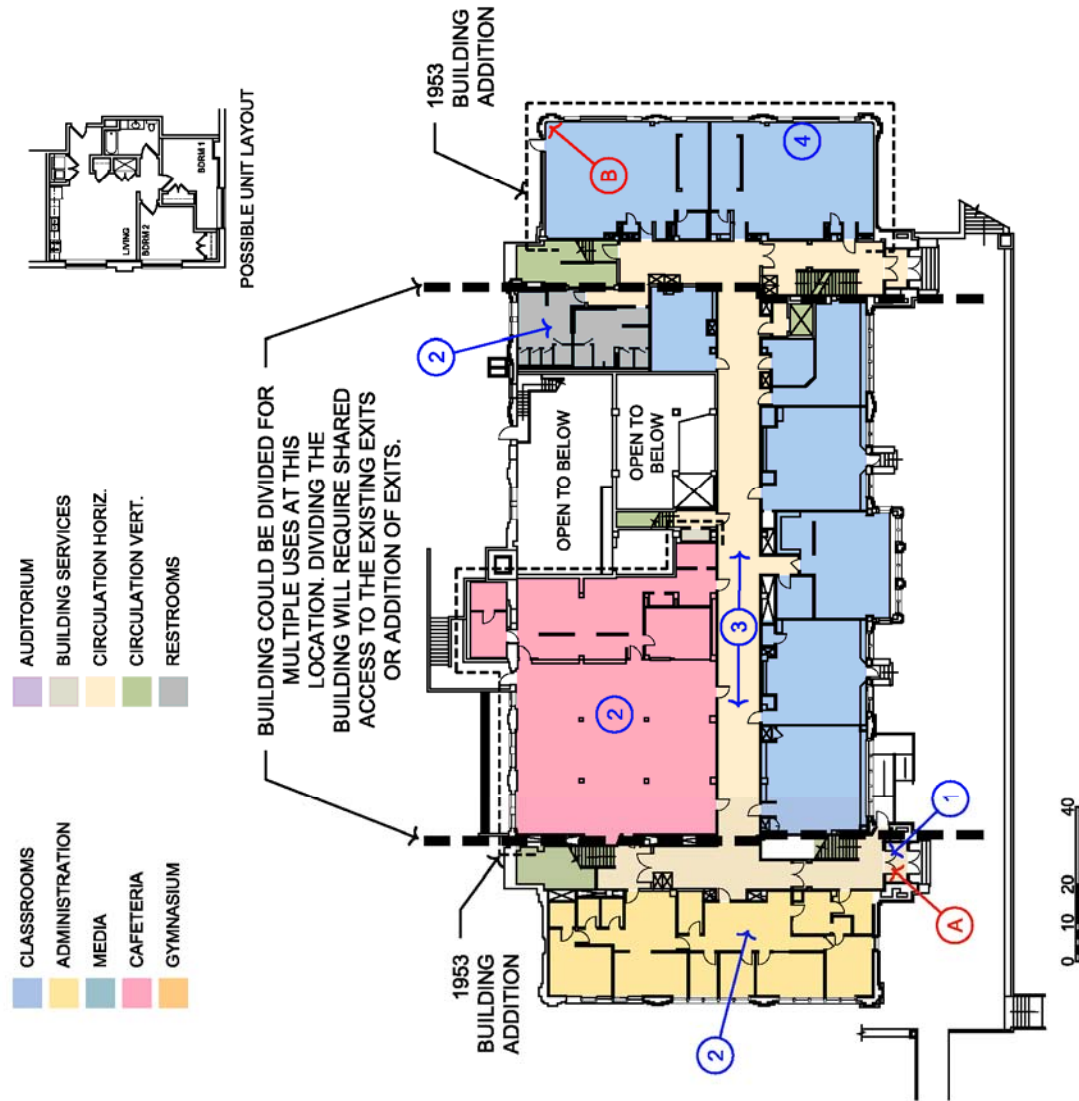 CLASSROOMS
ADMINISTRATION
MEDIA
CAFETERIA
GYMNASIUM
AUDITORIUM
BUILDING SERVICES
CIRCULATION HORIZ.
CIRCULATION VERT.
RESTROOMS
LIVING
BDRM 2
BDRM 1
POSSIBLE UNIT LAYOUT
BUILDING COULD BE DIVIDED FOR
MULTIPLE USES AT THIS
LOCATION. DIVIDING THE
BUILDING WILL REQUIRE SHARED
ACCESS TO THE EXISTING EXITS
OR ADDITION OF EXITS.
1953
BUILDING
ADDITION
1953
BUILDING
ADDITION
OPEN TO BELOW
OPEN TO
BELOW
2
B
4
2
3
2
1
A
0 10 20 40